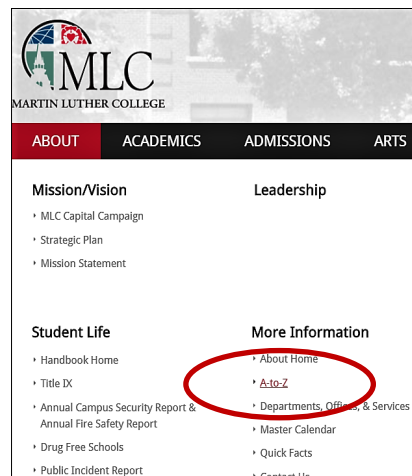 MLC
MARTIN LUTHER COLLEGE
ABOUT ACADEMICS ADMISSIONS ARTS
Mission/Vision
MLC Capital Campaign
Strategic Plan
Mission Statement
Leadership
Student Life
Handbook Home
Title IX
Annual Campus Security Report &
Annual Fire Safety Report
Drug Free Schools
Public Incident Report
More Information
About Home
A-to-Z
Departments, Offices, & Services
Master Calendar
Quick Facts
Contact Us